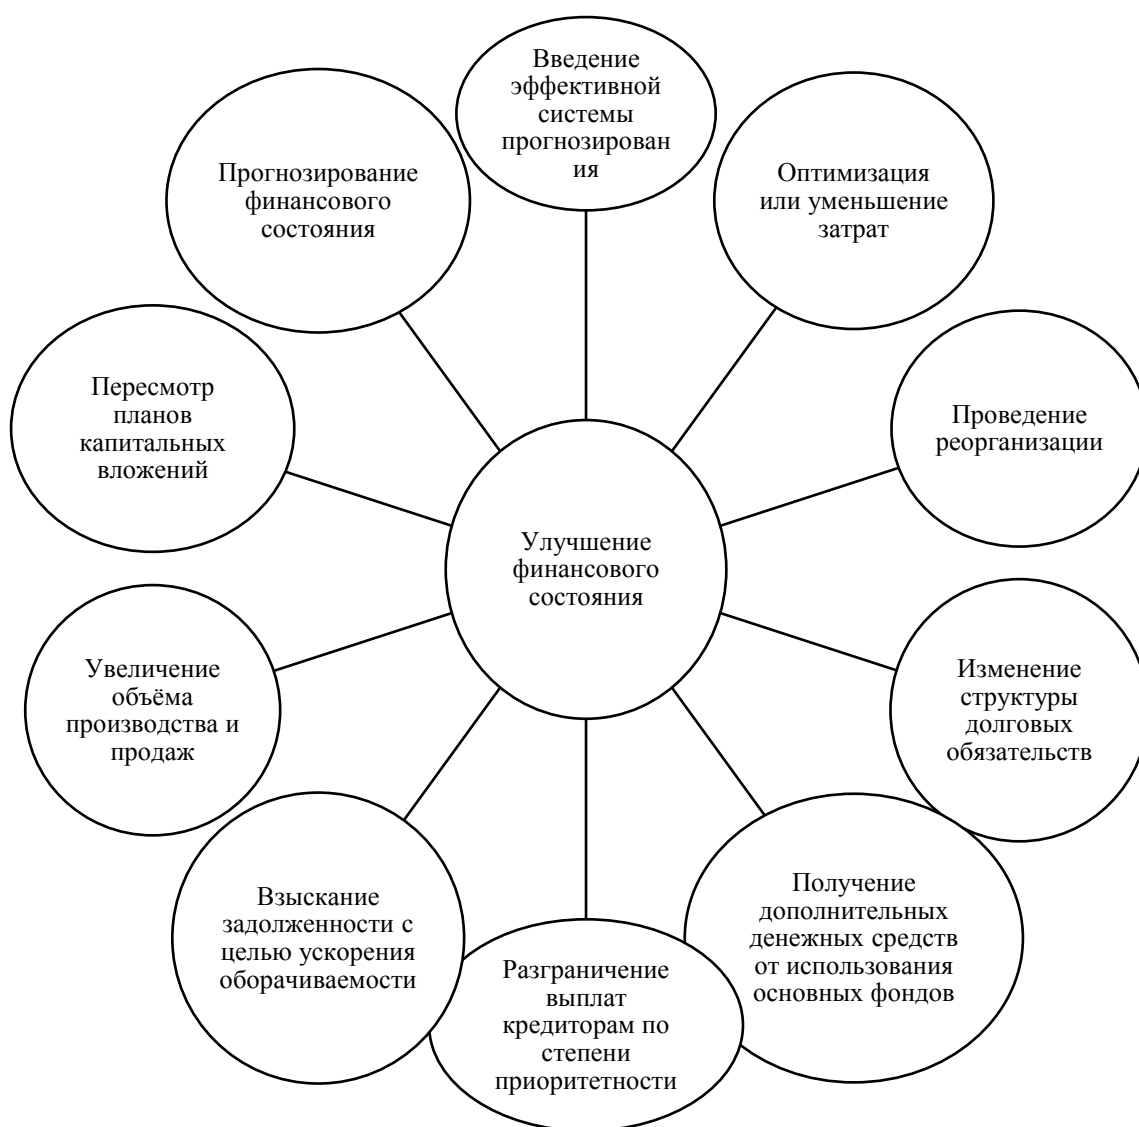 Введение
эффективной
системы
прогнозирован
ия
Оптимизация
или уменьшение
затрат
Проведение
реорганизации
Изменение
структуры
долговых
обязательств
Получение
дополнительных
денежных средств
от использования
основных фондов
Разграничение
выплат
кредиторам по
степени
приоритетности
Взыскание
задолженности с
целью ускорения
оборачиваемости
Увеличение
объёма
производства и
продаж
Пересмотр
планов
капитальных
вложений
Прогнозирование
финансового
состояния
Улучшение
финансового
состояния